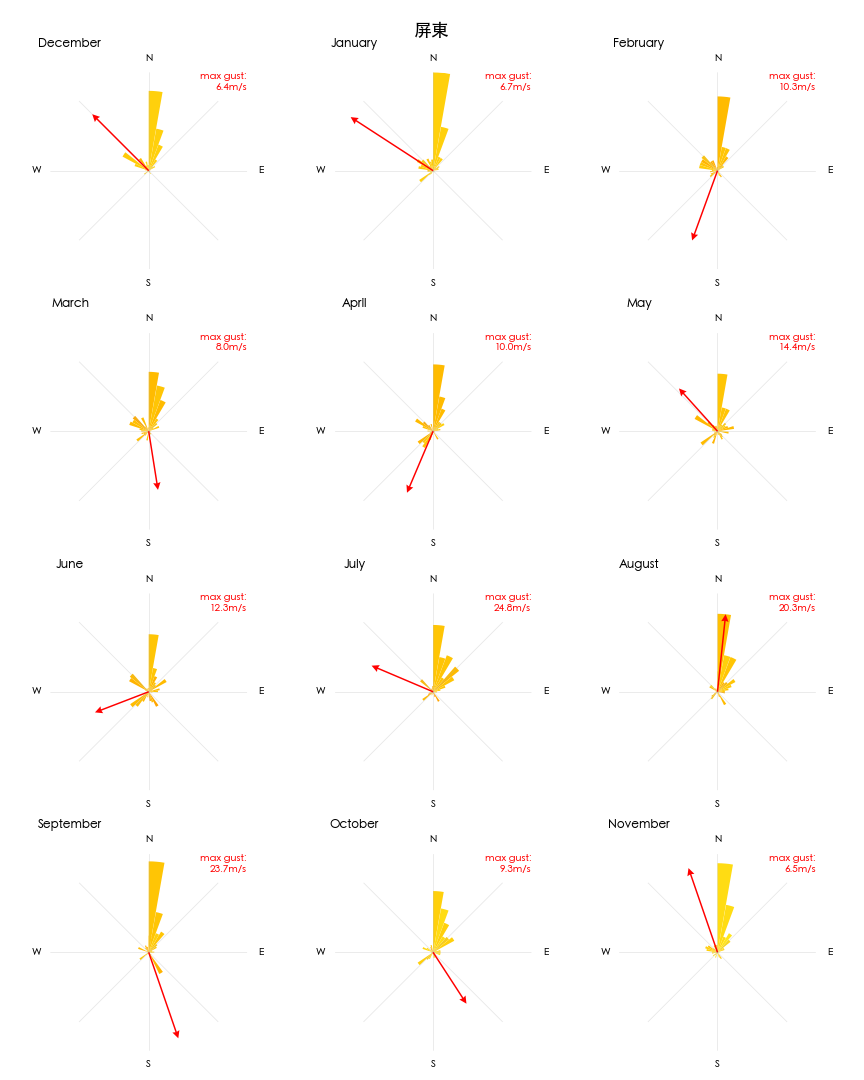 屏東
December
N
max gust:
6.4m/s
W
E
S
January
N
max gust:
6.7m/s
W
E
S
February
N
max gust:
10.3m/s
W
E
S
March
N
max gust:
8.0m/s
W
E
S
April
N
max gust:
10.0m/s
W
E
S
May
N
max gust:
14.4m/s
W
E
S
June
N
max gust:
12.3m/s
W
E
S
July
N
max gust:
24.8m/s
W
E
S
August
N
max gust:
20.3m/s
W
E
S
September
N
max gust:
23.7m/s
W
E
S
October
N
max gust:
9.3m/s
W
E
S
November
N
max gust:
6.5m/s
W
E
S